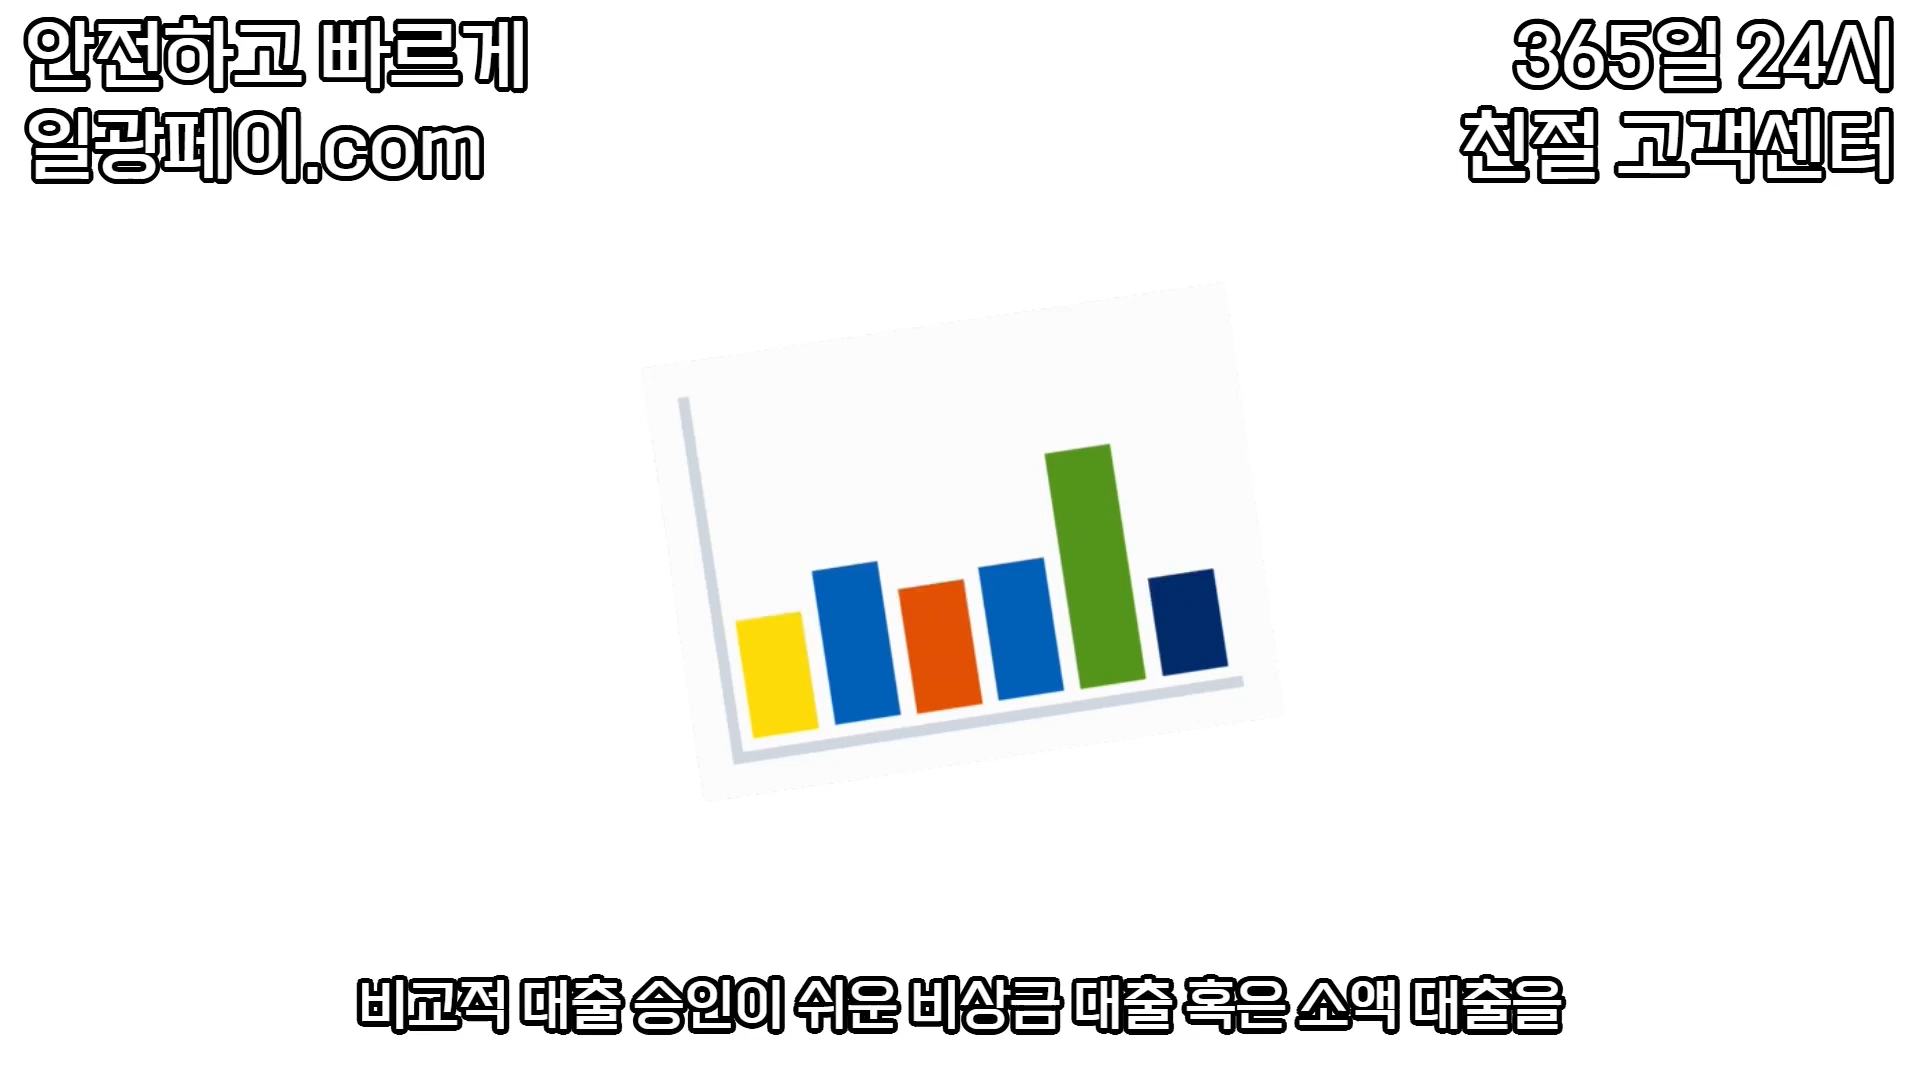 안전하고 빠르게
일광페이.com
365일 24시
친절 고객센터
비교적 대출 승인이 쉬운 비상금 대출 혹은 소액 대출을